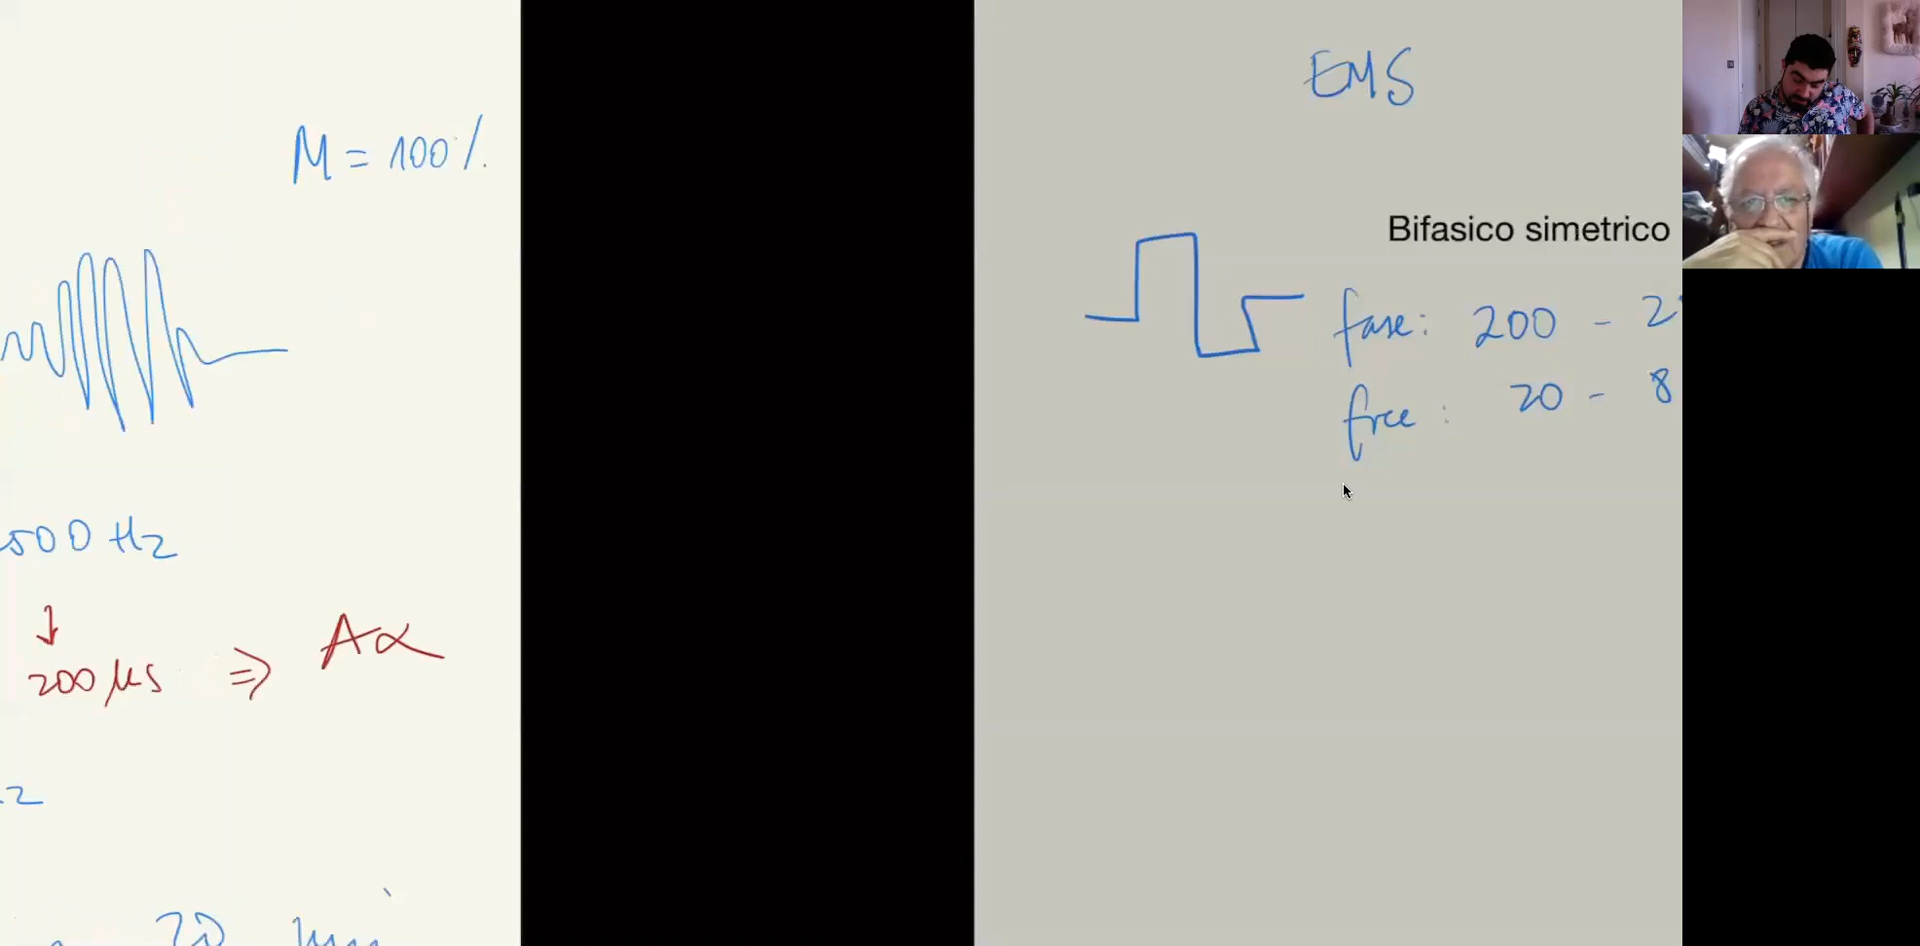 M = 100 %
500 Hz
↓
200 μs ⇒ Aα
EMS
Bifasico simetrico
fase: 200 - 2
frec: 20 - 8